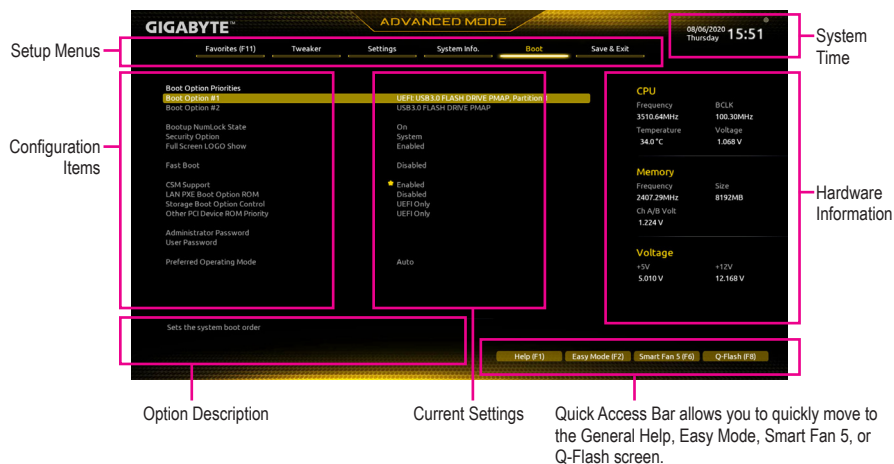 GIGABYTE™
ADVANCED MODE
08/06/2020
Thursday 15:51
System
Time
Setup Menus
Favorites (F11) Tweaker Settings System Info. Boot Save & Exit
Configuration
Items
Boot Option Priorities
Boot Option #1 UEFI: USB3.0 FLASH DRIVE PMAP, Partition 1
Boot Option #2 USB3.0 FLASH DRIVE PMAP
Bootup NumLock State On
Security Option System
Full Screen LOGO Show Enabled
Fast Boot Disabled
CSM Support Enabled
LAN PXE Boot Option ROM Disabled
Storage Boot Option Control UEFI Only
Other PCI Device ROM Priority UEFI Only
Administrator Password
User Password
Preferred Operating Mode Auto
CPU
Frequency BCLK
3510.64MHz 100.30MHz
Temperature Voltage
34.0 °C 1.068 V
Memory
Frequency Size
2407.29MHz 8192MB
Ch A/B Volt
1.224 V
Voltage
+5V +12V
5.010 V 12.168 V
Hardware
Information
Sets the system boot order
Help (F1) Easy Mode (F2) Smart Fan 5 (F6) Q-Flash (F8)
Option Description
Current Settings
Quick Access Bar allows you to quickly move to
the General Help, Easy Mode, Smart Fan 5, or
Q-Flash screen.